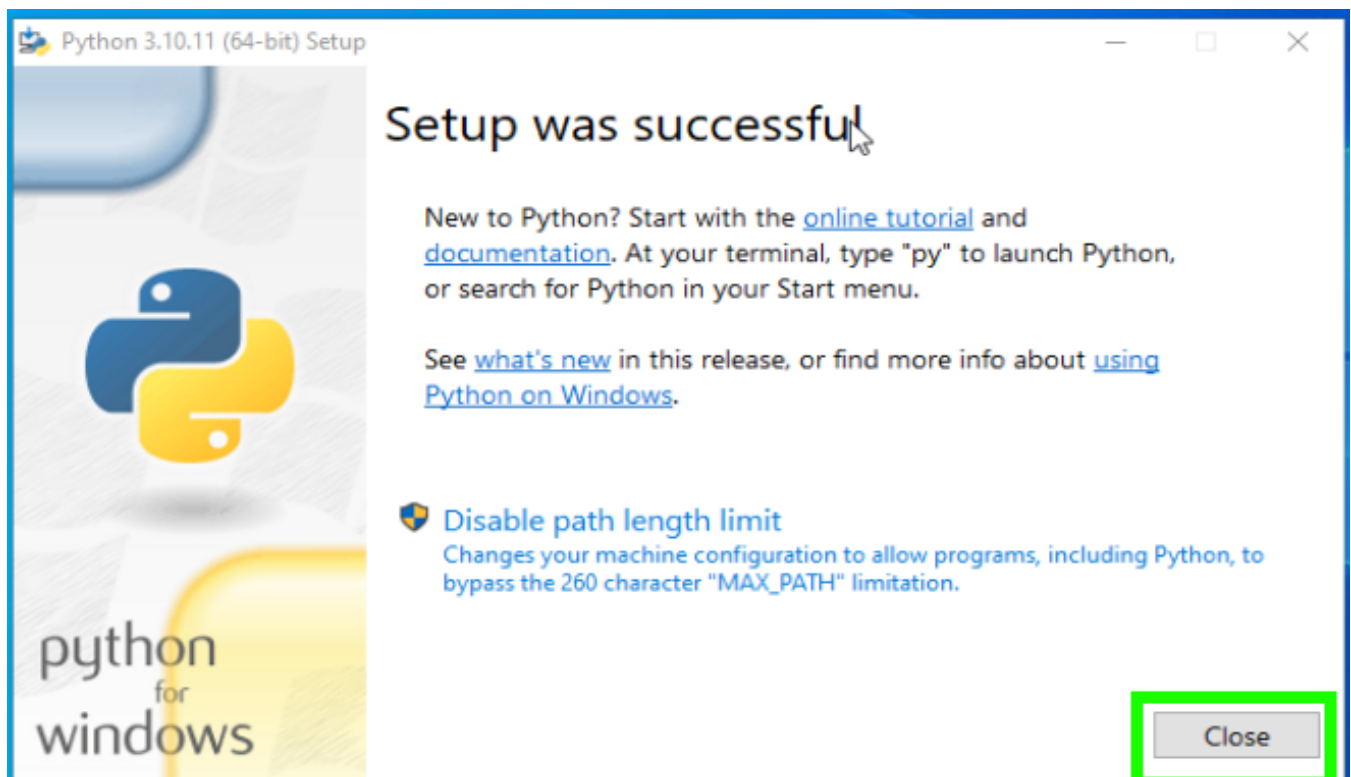 Python 3.10.11 (64-bit) Setup
Setup was successful
New to Python? Start with the online tutorial and
documentation. At your terminal, type "py" to launch Python,
or search for Python in your Start menu.
See what's new in this release, or find more info about using
Python on Windows.
Disable path length limit
Changes your machine configuration to allow programs, including Python, to
bypass the 260 character "MAX_PATH" limitation.
python
for
windows
Close